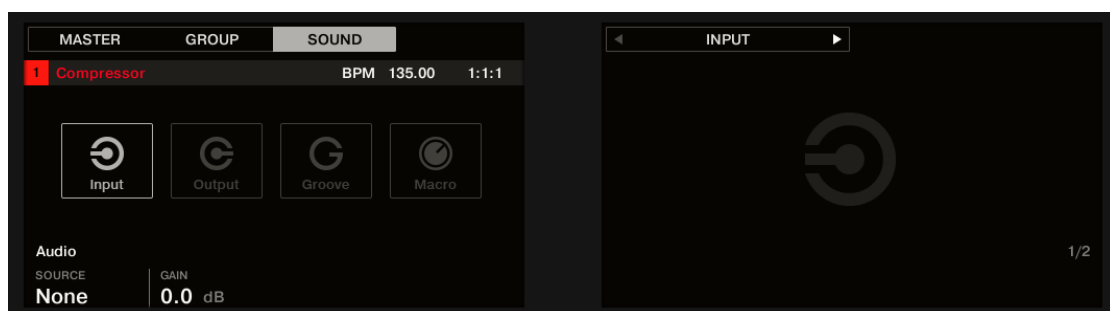 MASTER GROUP SOUND
1 Compressor BPM 135.00 1:1:1
Input Output Groove Macro
Audio
SOURCE GAIN
None 0.0 dB
INPUT
1/2